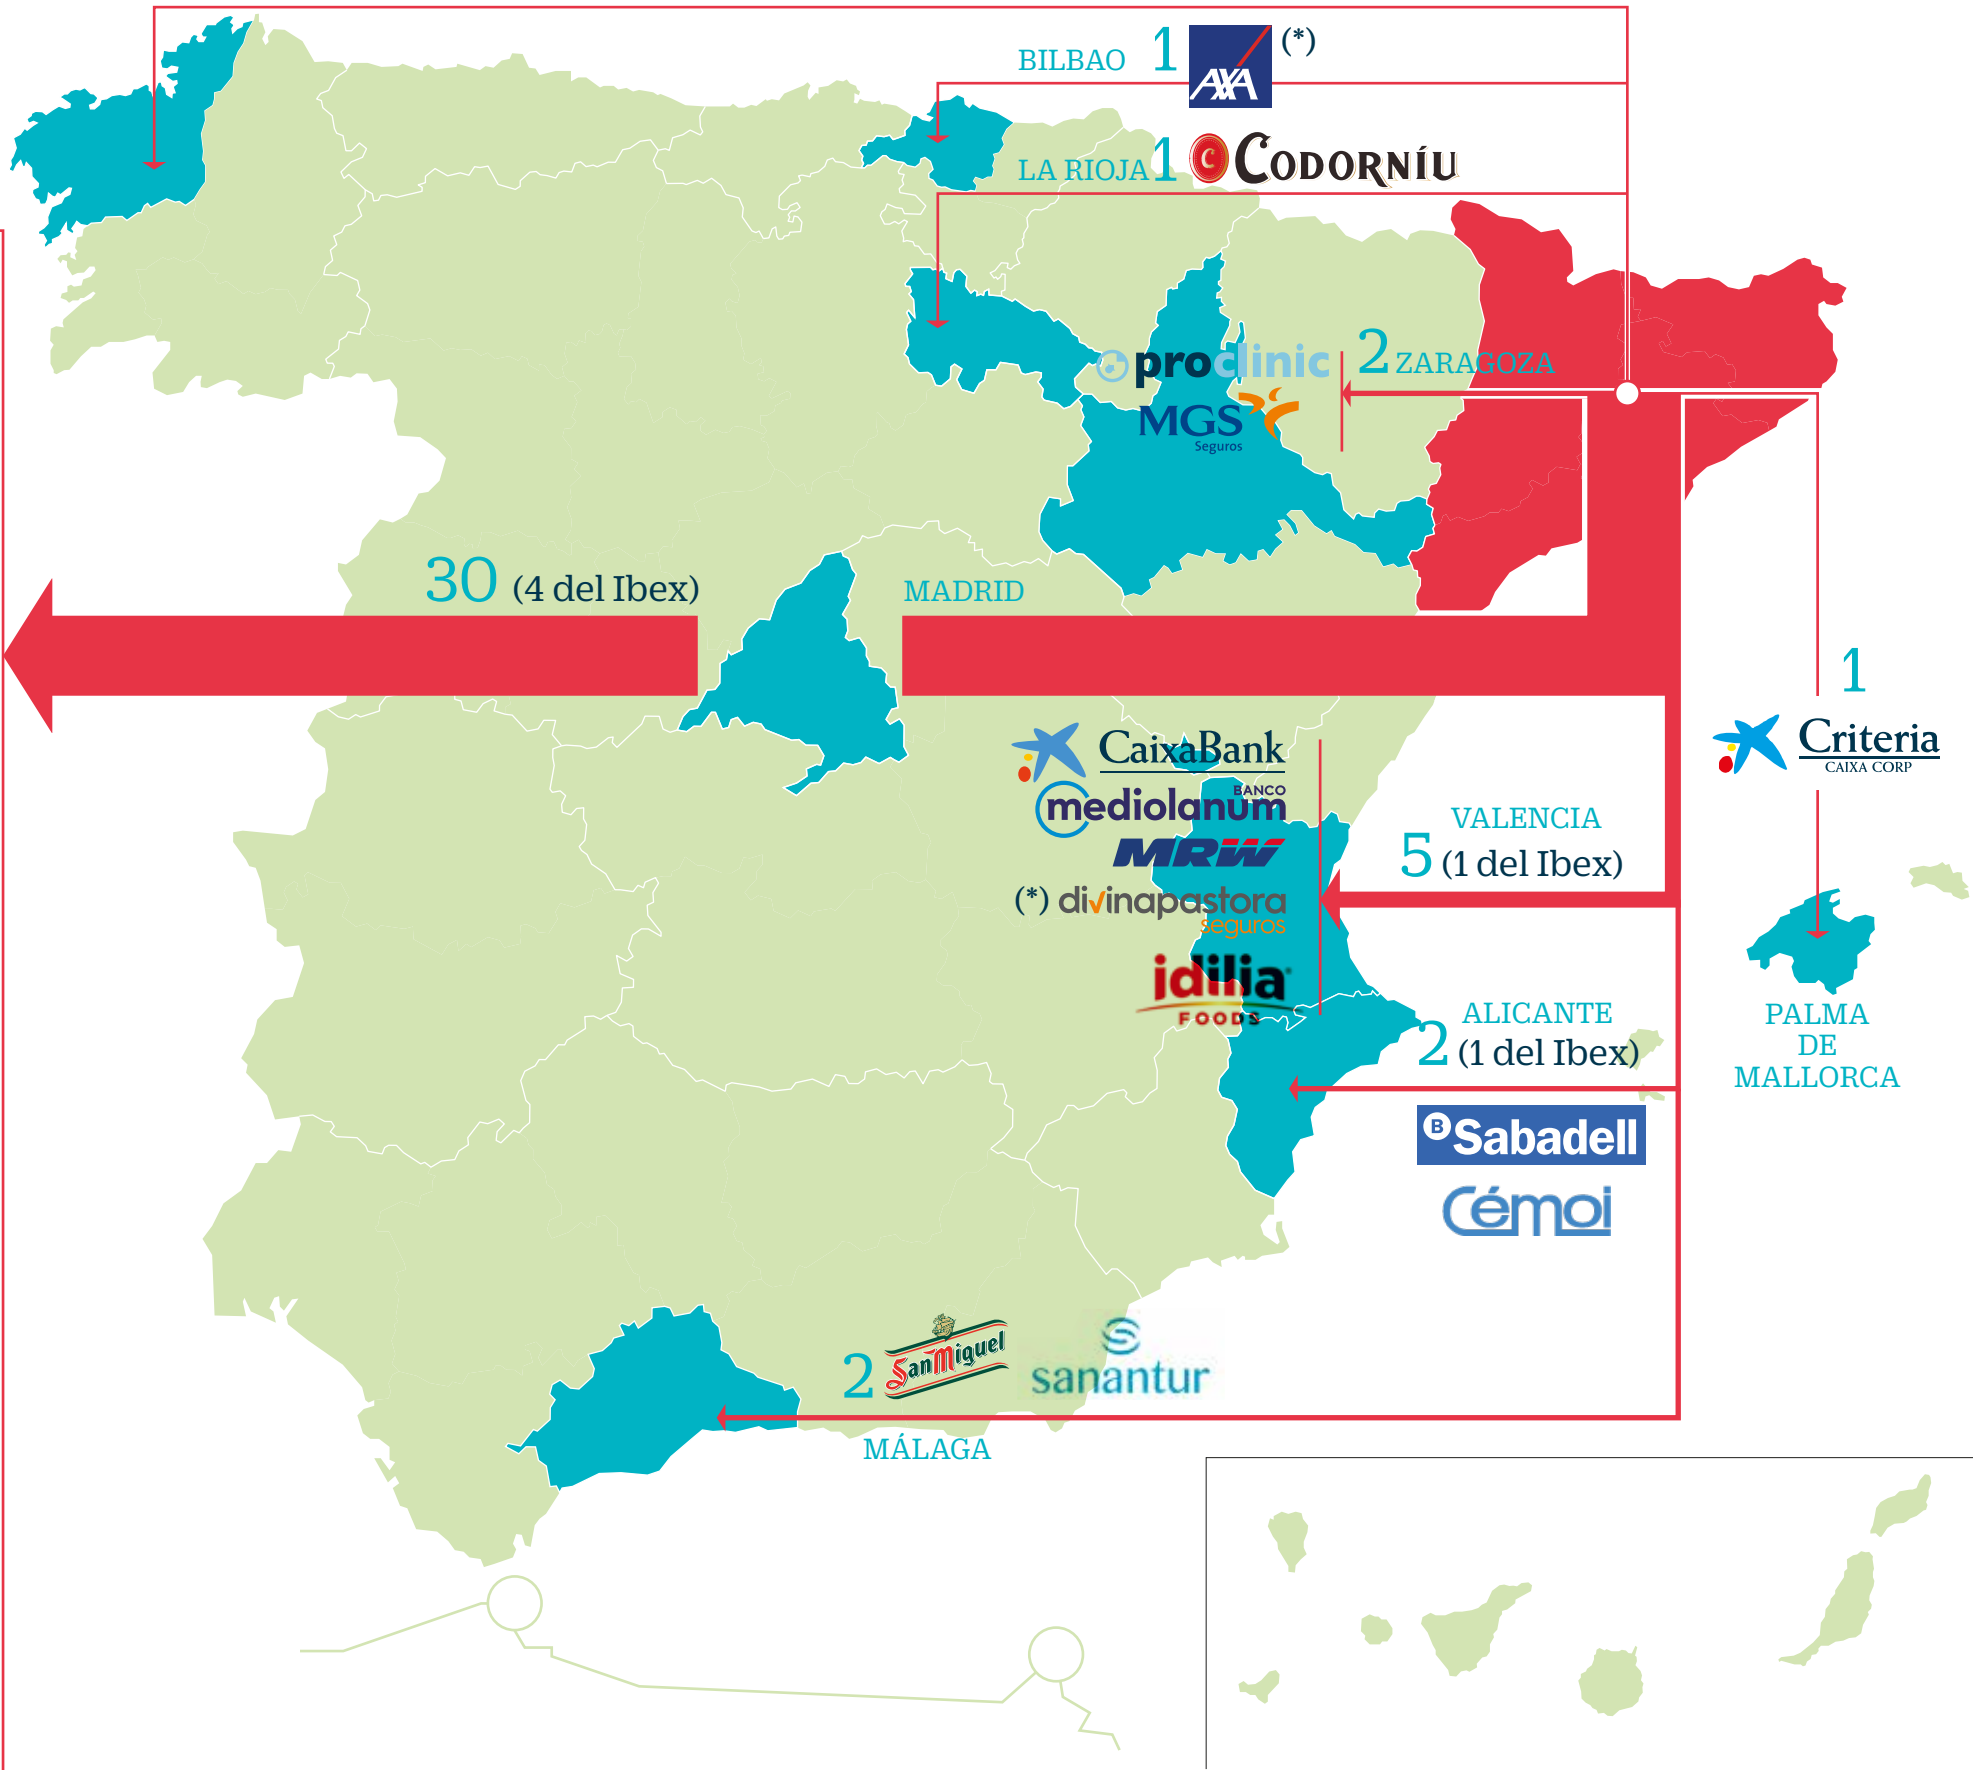 BILBAO 1 AXA (*)
LA RIOJA 1 C CODORNÍU
proclinic
MGS
Seguros
2 ZARAGOZA
30 (4 del Ibex)
MADRID
1
Criteria
CAIXA CORP
PALMA
DE
MALLORCA
CaixaBank
BANCO
mediolanum
MRW
(*) divinapastora
seguros
idilia
FOODS
VALENCIA
5 (1 del Ibex)
ALICANTE
2 (1 del Ibex)
B Sabadell
Cémoi
2 San Miguel sanantur
MÁLAGA